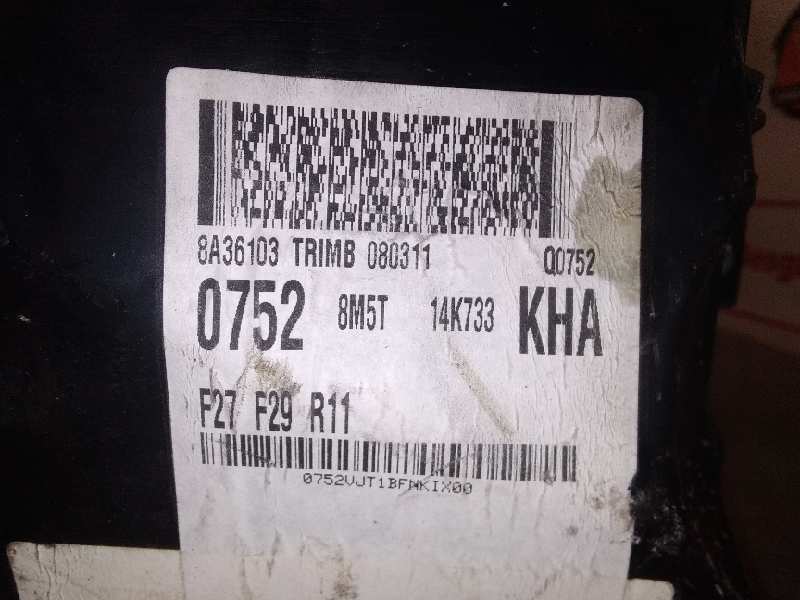 8A36103 TRIMB 080311 Q0752
0752 8M5T 14K733 KHA
F27 F29 R11
0752VJT1BFNKIX00